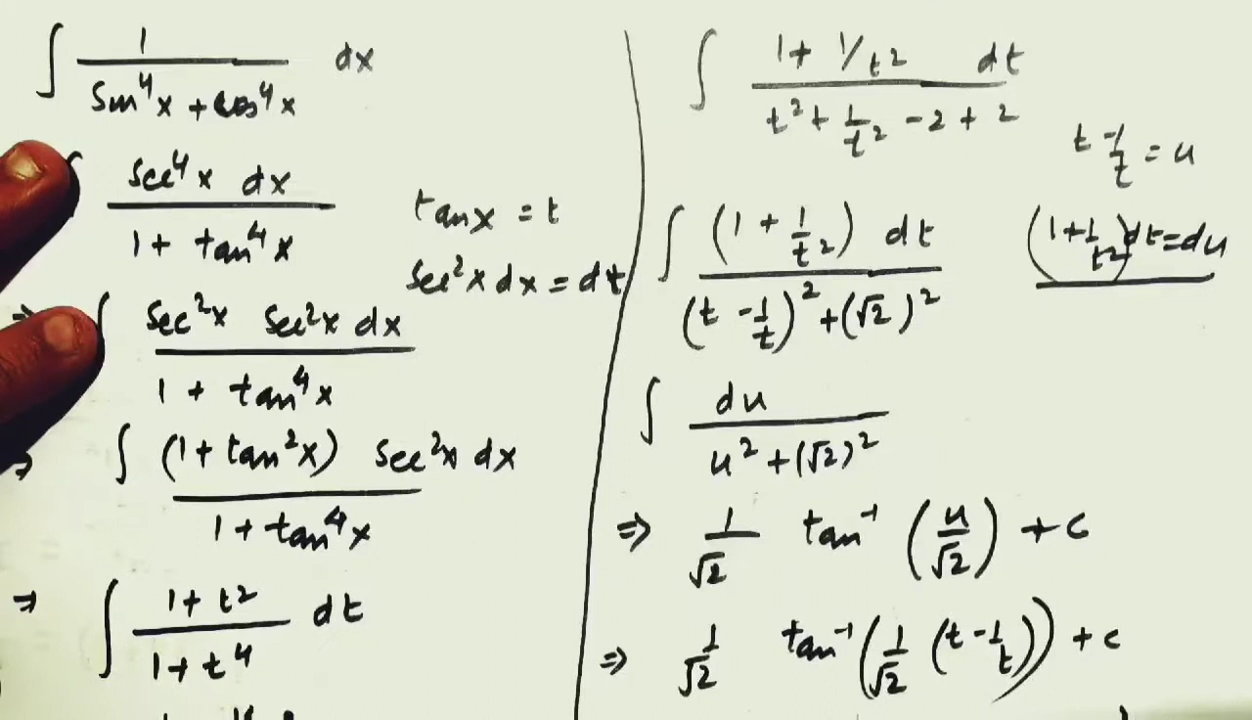 ∫ 1 / (Sin⁴x + cos⁴x) dx
∫ sec⁴x dx / (1 + tan⁴x)
tanx = t
sec²x dx = dt
⇒ ∫ Sec²x Sec²x dx / (1 + tan⁴x)
⇒ ∫ (1 + tan²x) Sec²x dx / (1 + tan⁴x)
⇒ ∫ (1 + t²) / (1 + t⁴) dt
∫ (1 + 1/t²) dt / (t² + 1/t² - 2 + 2)
t - 1/t = u
∫ (1 + 1/t²) dt / ((t - 1/t)² + (√2)²)
(1 + 1/t²) dt = du
∫ du / (u² + (√2)²)
⇒ 1/√2 tan⁻¹ (u/√2) + c
⇒ 1/√2 tan⁻¹ (1/√2 (t - 1/t)) + c